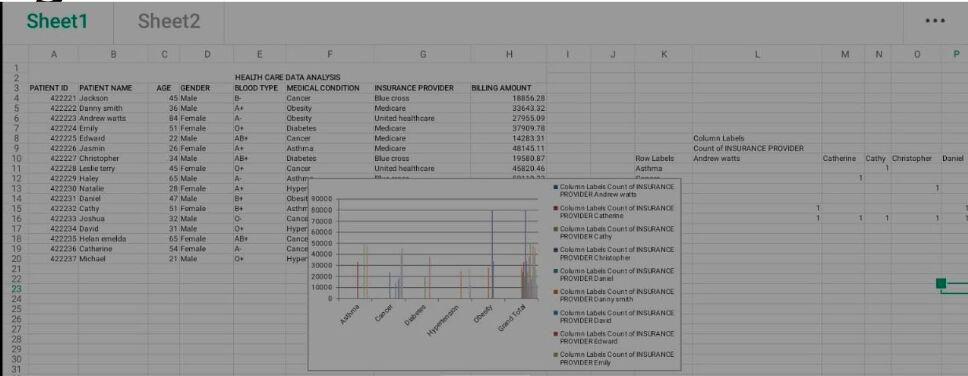 Sheet1 Sheet2
A B C D E F G H I J K L M N O P
1
2 HEALTH CARE DATA ANALYSIS
3 PATIENT ID PATIENT NAME AGE GENDER BLOOD TYPE MEDICAL CONDITION INSURANCE PROVIDER BILLING AMOUNT
4 422221 Jackson 45 Male B- Cancer Blue cross 18856.28
5 422222 Danny smith 36 Male A+ Obesity Medicare 33643.32
6 422223 Andrew watts 84 Female A- Obesity United healthcare 27955.09
7 422224 Emily 51 Female O+ Diabetes Medicare 37909.78
8 422225 Edward 22 Male AB+ Cancer Medicare 14283.31 Column Labels
9 422226 Jasmin 26 Female A+ Asthma Medicare 48145.11 Count of INSURANCE PROVIDER
10 422227 Christopher 34 Male AB+ Diabetes Blue cross 19580.87 Row Labels Andrew watts Catherine Cathy Christopher Daniel
11 422228 Leslie terry 45 Female O+ Cancer United healthcare 45820.46 Asthma 1
12 422229 Haley 65 Male A- Asthma 1
13 422230 Natalie 28 Female A+ Hyper 1
14 422231 Daniel 47 Male B+ Obesit
15 422232 Cathy 51 Female B+ Asthm 1 1
16 422233 Joshua 32 Male O- Cance 1 1 1 1 1
17 422234 David 31 Male O+ Hyper
18 422235 Helan emelda 65 Female AB+ Cance
19 422236 Catherine 54 Female A- Cance
20 422237 Michael 21 Male O+ Hyper
21
22
23
24
25
26
27
28
29
30
31
90000
80000
70000
60000
50000
40000
30000
20000
10000
0
Asthma Cancer Diabetes Hypertension Obesity Grand Total
Column Labels Count of INSURANCE
PROVIDER Andrew watts
Column Labels Count of INSURANCE
PROVIDER Catherine
Column Labels Count of INSURANCE
PROVIDER Cathy
Column Labels Count of INSURANCE
PROVIDER Christopher
Column Labels Count of INSURANCE
PROVIDER Daniel
Column Labels Count of INSURANCE
PROVIDER Danny smith
Column Labels Count of INSURANCE
PROVIDER David
Column Labels Count of INSURANCE
PROVIDER Edward
Column Labels Count of INSURANCE
PROVIDER Emily